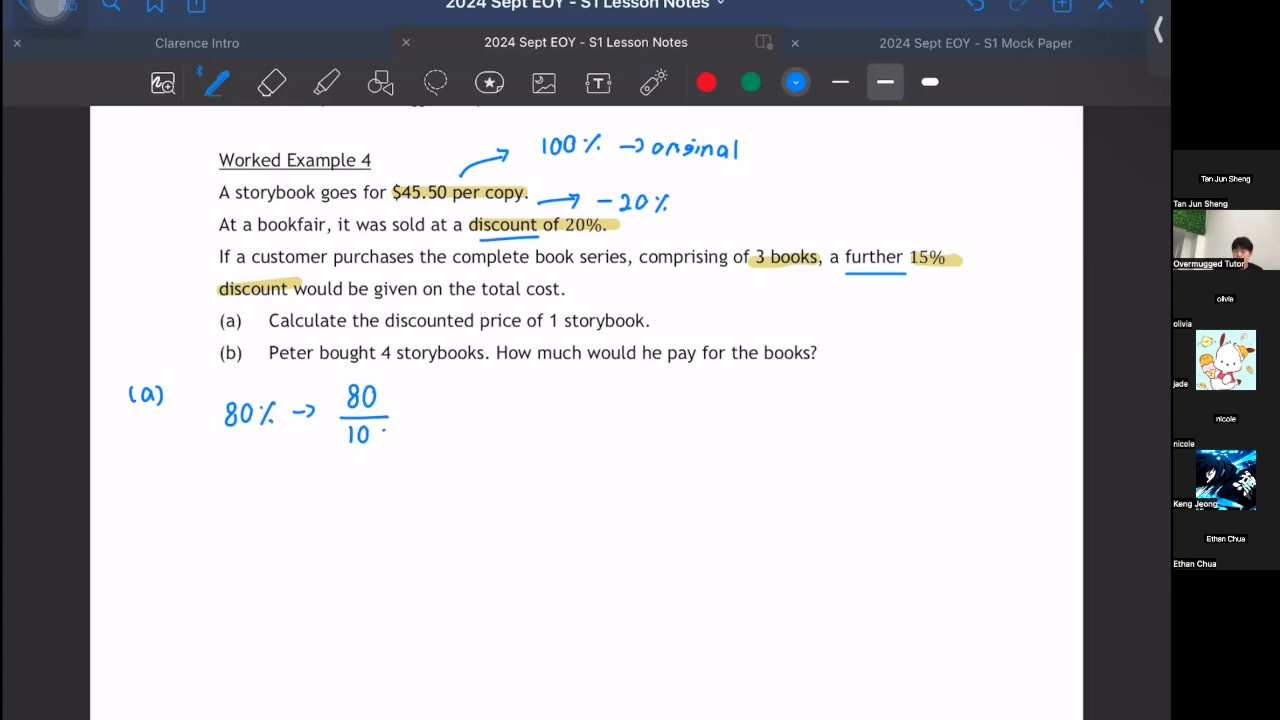 2024 Sept EOY - S1 Lesson Notes
Clarence Intro
2024 Sept EOY - S1 Lesson Notes
2024 Sept EOY - S1 Mock Paper
100% → original
Worked Example 4
A storybook goes for $45.50 per copy.
→ -20%
At a bookfair, it was sold at a discount of 20%.
If a customer purchases the complete book series, comprising of 3 books, a further 15%
discount would be given on the total cost.
(a) Calculate the discounted price of 1 storybook.
(b) Peter bought 4 storybooks. How much would he pay for the books?
(a) 80% → 80
10
Tan Jun Sheng
Tan Jun Sheng
Overmugged Tutor
olivia
olivia
jade
nicole
nicole
Keng Jeong
Ethan Chua
Ethan Chua